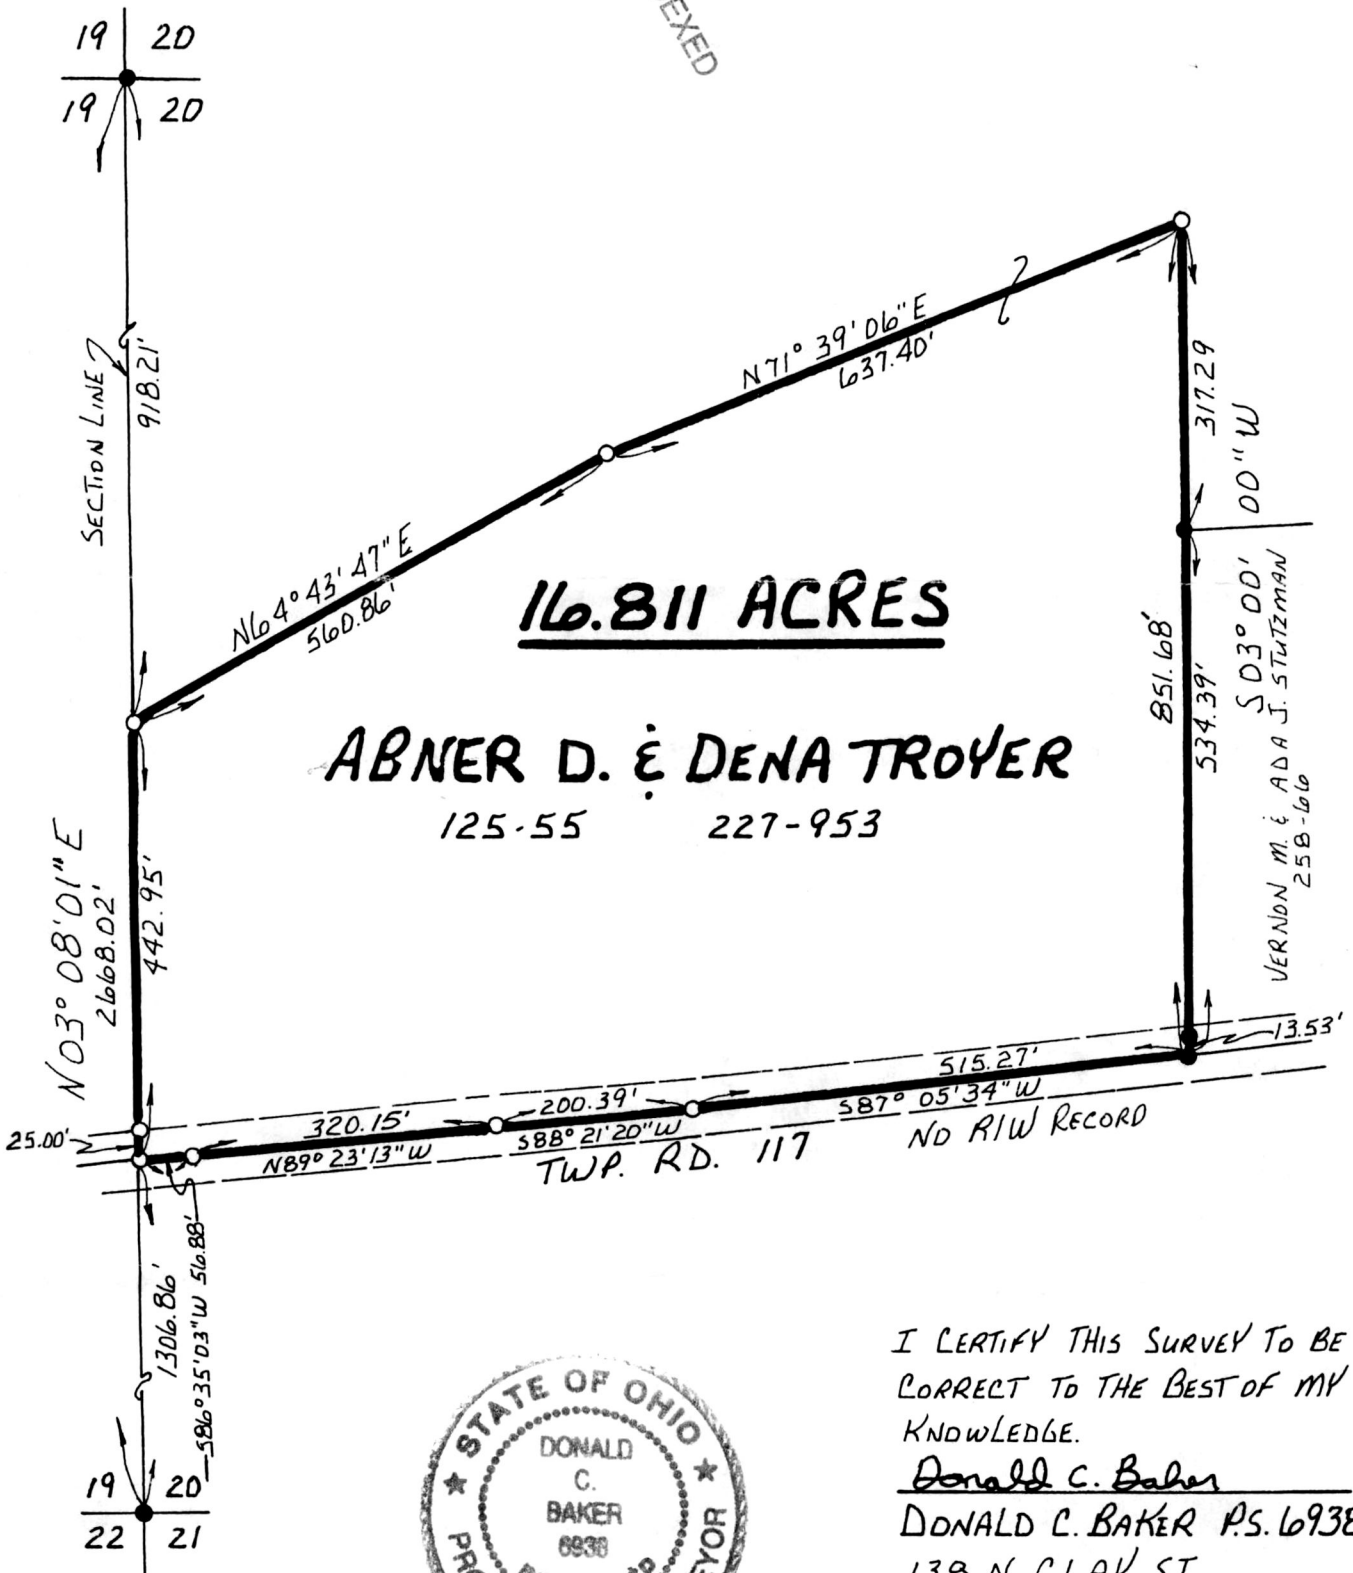 EXED
19 20
19 20
SECTION LINE
918.21'
N71° 39' 06" E
637.40'
317.29
S 03° 00' 00" W
N64° 43' 47" E
560.86'
16.811 ACRES
851.68'
534.39'
VERNON M. & ADA J. STUTZMAN
258-66
ABNER D. & DENA TROYER
125-55 227-953
N 03° 08' 01" E
2668.02'
442.95'
13.53'
515.27'
200.39'
320.15'
25.00'
S87° 05' 34" W
S88° 21' 20" W
N89° 23' 13" W
NO R/W RECORD
TWP. RD. 117
1306.86'
S86° 35' 03" W 56.88'
19 20
22 21
STATE OF OHIO
DONALD
C.
BAKER
6938
I CERTIFY THIS SURVEY TO BE
CORRECT TO THE BEST OF MY
KNOWLEDGE.
Donald C. Baker
DONALD C. BAKER P.S. 6938
138 N. CLAY ST.